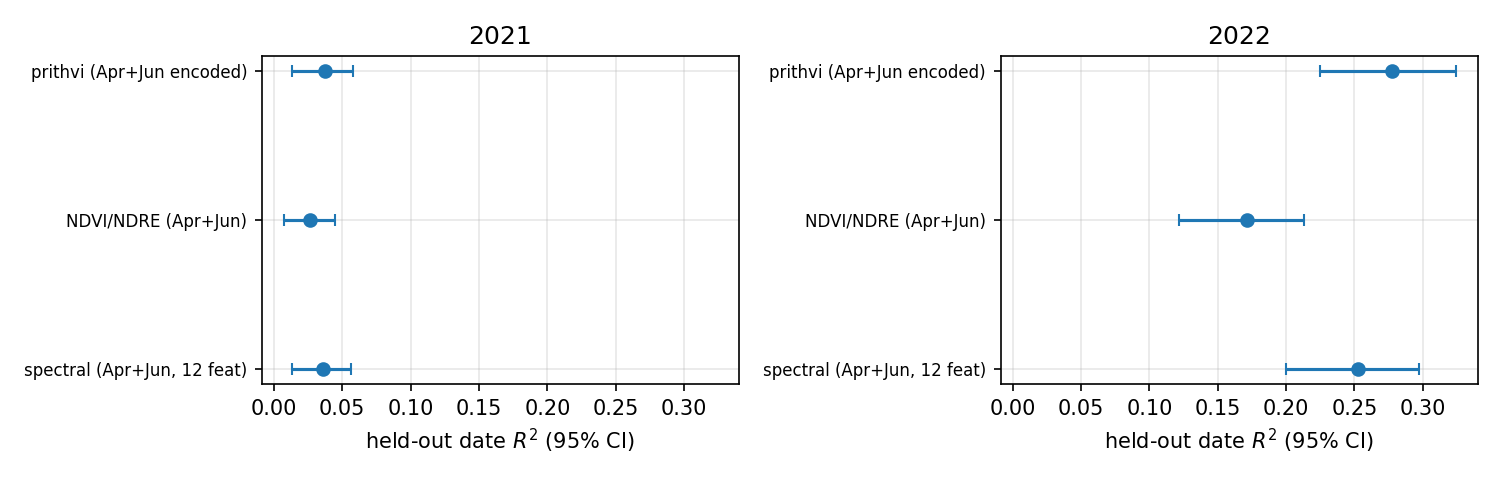 2021
prithvi (Apr+Jun encoded)
NDVI/NDRE (Apr+Jun)
spectral (Apr+Jun, 12 feat)
0.00 0.05 0.10 0.15 0.20 0.25 0.30
held-out date R² (95% CI)
2022
prithvi (Apr+Jun encoded)
NDVI/NDRE (Apr+Jun)
spectral (Apr+Jun, 12 feat)
0.00 0.05 0.10 0.15 0.20 0.25 0.30
held-out date R² (95% CI)